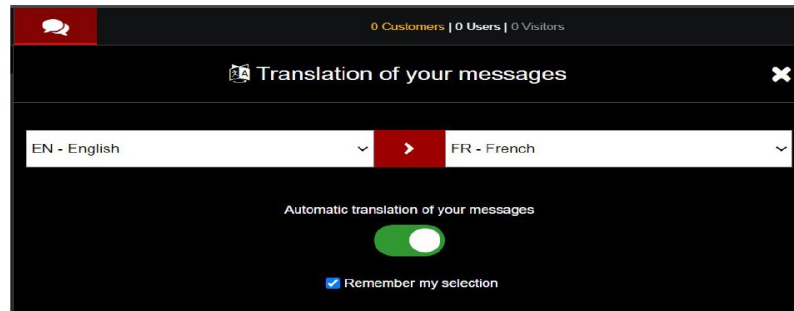 0 Customers | 0 Users | 0 Visitors
Translation of your messages
EN - English
FR - French
Automatic translation of your messages
Remember my selection